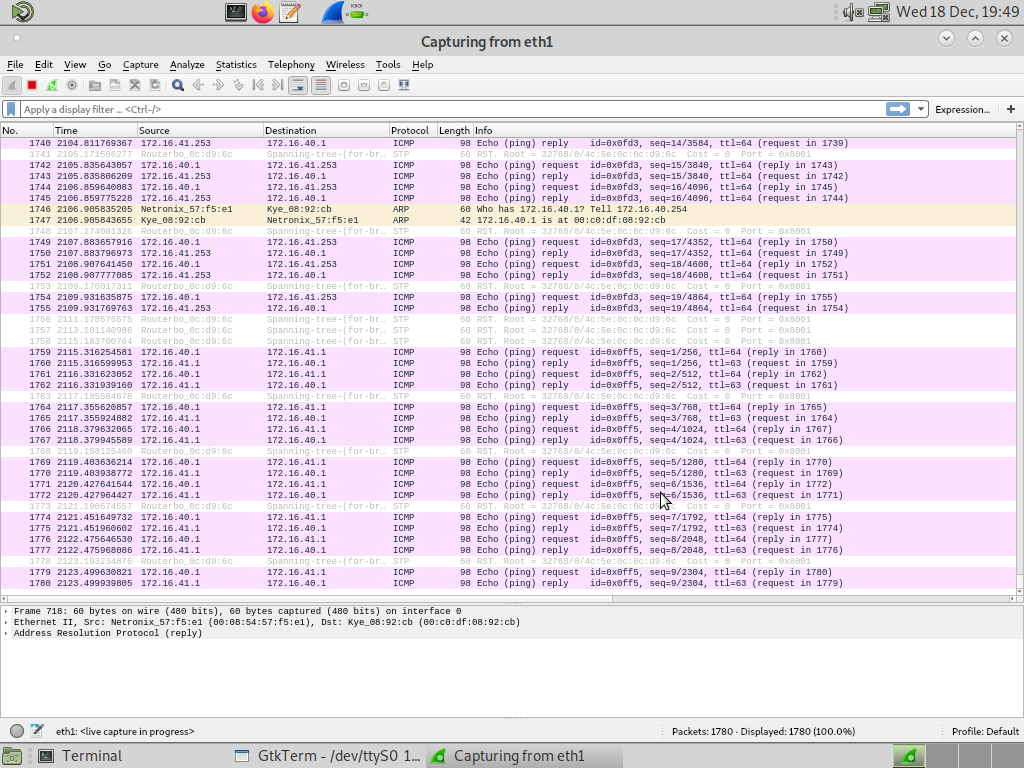 Wed 18 Dec, 19:49
Capturing from eth1
File Edit View Go Capture Analyze Statistics Telephony Wireless Tools Help
Apply a display filter ... <Ctrl-/> Expression... +
No. Time Source Destination Protocol Length Info
1740 2104.811769367 172.16.41.253 172.16.40.1 ICMP 98 Echo (ping) reply id=0x0fd3, seq=14/3584, ttl=64 (request in 1739)
1741 2105.171506277 Routerbo_0c:d9:6c Spanning-tree-(for-br… STP 60 RST. Root = 32768/0/4c:5e:0c:0c:d9:6c Cost = 0 Port = 0x8001
1742 2105.835643057 172.16.40.1 172.16.41.253 ICMP 98 Echo (ping) request id=0x0fd3, seq=15/3840, ttl=64 (reply in 1743)
1743 2105.835806209 172.16.41.253 172.16.40.1 ICMP 98 Echo (ping) reply id=0x0fd3, seq=15/3840, ttl=64 (request in 1742)
1744 2106.859640083 172.16.40.1 172.16.41.253 ICMP 98 Echo (ping) request id=0x0fd3, seq=16/4096, ttl=64 (reply in 1745)
1745 2106.859775228 172.16.41.253 172.16.40.1 ICMP 98 Echo (ping) reply id=0x0fd3, seq=16/4096, ttl=64 (request in 1744)
1746 2106.905835205 Netronix_57:f5:e1 Kye_08:92:cb ARP 60 Who has 172.16.40.1? Tell 172.16.40.254
1747 2106.905843655 Kye_08:92:cb Netronix_57:f5:e1 ARP 42 172.16.40.1 is at 00:c0:df:08:92:cb
1748 2107.174061326 Routerbo_0c:d9:6c Spanning-tree-(for-br… STP 60 RST. Root = 32768/0/4c:5e:0c:0c:d9:6c Cost = 0 Port = 0x8001
1749 2107.883657916 172.16.40.1 172.16.41.253 ICMP 98 Echo (ping) request id=0x0fd3, seq=17/4352, ttl=64 (reply in 1750)
1750 2107.883793675 172.16.41.253 172.16.40.1 ICMP 98 Echo (ping) reply id=0x0fd3, seq=17/4352, ttl=64 (request in 1749)
1751 2108.907641450 172.16.40.1 172.16.41.253 ICMP 98 Echo (ping) request id=0x0fd3, seq=18/4608, ttl=64 (reply in 1752)
1752 2108.907777085 172.16.41.253 172.16.40.1 ICMP 98 Echo (ping) reply id=0x0fd3, seq=18/4608, ttl=64 (request in 1751)
1753 2109.176017311 Routerbo_0c:d9:6c Spanning-tree-(for-br… STP 60 RST. Root = 32768/0/4c:5e:0c:0c:d9:6c Cost = 0 Port = 0x8001
1754 2109.931635875 172.16.40.1 172.16.41.253 ICMP 98 Echo (ping) request id=0x0fd3, seq=19/4864, ttl=64 (reply in 1755)
1755 2109.931769763 172.16.41.253 172.16.40.1 ICMP 98 Echo (ping) reply id=0x0fd3, seq=19/4864, ttl=64 (request in 1754)
1756 2111.178576575 Routerbo_0c:d9:6c Spanning-tree-(for-br… STP 60 RST. Root = 32768/0/4c:5e:0c:0c:d9:6c Cost = 0 Port = 0x8001
1757 2113.181140986 Routerbo_0c:d9:6c Spanning-tree-(for-br… STP 60 RST. Root = 32768/0/4c:5e:0c:0c:d9:6c Cost = 0 Port = 0x8001
1758 2115.183700764 Routerbo_0c:d9:6c Spanning-tree-(for-br… STP 60 RST. Root = 32768/0/4c:5e:0c:0c:d9:6c Cost = 0 Port = 0x8001
1759 2115.316254581 172.16.40.1 172.16.41.1 ICMP 98 Echo (ping) request id=0x0ff5, seq=1/256, ttl=64 (reply in 1760)
1760 2115.316599953 172.16.41.1 172.16.40.1 ICMP 98 Echo (ping) reply id=0x0ff5, seq=1/256, ttl=63 (request in 1759)
1761 2116.331623052 172.16.40.1 172.16.41.1 ICMP 98 Echo (ping) request id=0x0ff5, seq=2/512, ttl=64 (reply in 1762)
1762 2116.331939160 172.16.41.1 172.16.40.1 ICMP 98 Echo (ping) reply id=0x0ff5, seq=2/512, ttl=63 (request in 1761)
1763 2117.185564678 Routerbo_0c:d9:6c Spanning-tree-(for-br… STP 60 RST. Root = 32768/0/4c:5e:0c:0c:d9:6c Cost = 0 Port = 0x8001
1764 2117.355620857 172.16.40.1 172.16.41.1 ICMP 98 Echo (ping) request id=0x0ff5, seq=3/768, ttl=64 (reply in 1765)
1765 2117.355924882 172.16.41.1 172.16.40.1 ICMP 98 Echo (ping) reply id=0x0ff5, seq=3/768, ttl=63 (request in 1764)
1766 2118.379632065 172.16.40.1 172.16.41.1 ICMP 98 Echo (ping) request id=0x0ff5, seq=4/1024, ttl=64 (reply in 1767)
1767 2118.379945589 172.16.41.1 172.16.40.1 ICMP 98 Echo (ping) reply id=0x0ff5, seq=4/1024, ttl=63 (request in 1766)
1768 2119.188125460 Routerbo_0c:d9:6c Spanning-tree-(for-br… STP 60 RST. Root = 32768/0/4c:5e:0c:0c:d9:6c Cost = 0 Port = 0x8001
1769 2119.403636214 172.16.40.1 172.16.41.1 ICMP 98 Echo (ping) request id=0x0ff5, seq=5/1280, ttl=64 (reply in 1770)
1770 2119.403938772 172.16.41.1 172.16.40.1 ICMP 98 Echo (ping) reply id=0x0ff5, seq=5/1280, ttl=63 (request in 1769)
1771 2120.427641544 172.16.40.1 172.16.41.1 ICMP 98 Echo (ping) request id=0x0ff5, seq=6/1536, ttl=64 (reply in 1772)
1772 2120.427964427 172.16.41.1 172.16.40.1 ICMP 98 Echo (ping) reply id=0x0ff5, seq=6/1536, ttl=63 (request in 1771)
1773 2121.190674557 Routerbo_0c:d9:6c Spanning-tree-(for-br… STP 60 RST. Root = 32768/0/4c:5e:0c:0c:d9:6c Cost = 0 Port = 0x8001
1774 2121.451649732 172.16.40.1 172.16.41.1 ICMP 98 Echo (ping) request id=0x0ff5, seq=7/1792, ttl=64 (reply in 1775)
1775 2121.451960602 172.16.41.1 172.16.40.1 ICMP 98 Echo (ping) reply id=0x0ff5, seq=7/1792, ttl=63 (request in 1774)
1776 2122.475646530 172.16.40.1 172.16.41.1 ICMP 98 Echo (ping) request id=0x0ff5, seq=8/2048, ttl=64 (reply in 1777)
1777 2122.475968086 172.16.41.1 172.16.40.1 ICMP 98 Echo (ping) reply id=0x0ff5, seq=8/2048, ttl=63 (request in 1776)
1778 2123.193234876 Routerbo_0c:d9:6c Spanning-tree-(for-br… STP 60 RST. Root = 32768/0/4c:5e:0c:0c:d9:6c Cost = 0 Port = 0x8001
1779 2123.499630821 172.16.40.1 172.16.41.1 ICMP 98 Echo (ping) request id=0x0ff5, seq=9/2304, ttl=64 (reply in 1780)
1780 2123.499939805 172.16.41.1 172.16.40.1 ICMP 98 Echo (ping) reply id=0x0ff5, seq=9/2304, ttl=63 (request in 1779)
Frame 718: 60 bytes on wire (480 bits), 60 bytes captured (480 bits) on interface 0
Ethernet II, Src: Netronix_57:f5:e1 (00:08:54:57:f5:e1), Dst: Kye_08:92:cb (00:c0:df:08:92:cb)
Address Resolution Protocol (reply)
eth1: <live capture in progress> Packets: 1780 · Displayed: 1780 (100.0%) Profile: Default
Terminal GtkTerm - /dev/ttyS0 1... Capturing from eth1